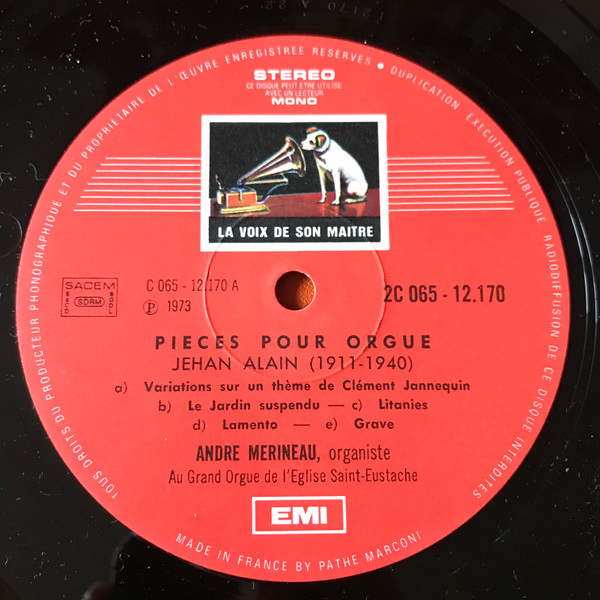 TOUS DROITS DU PRODUCTEUR PHONOGRAPHIQUE ET DU PROPRIETAIRE DE L'ŒUVRE ENREGISTREE RESERVES • DUPLICATION EXECUTION PUBLIQUE RADIODIFFUSION DE CE DISQUE INTERDITES
STEREO
CE DISQUE PEUT ETRE UTILISE
AVEC UN LECTEUR
MONO
LA VOIX DE SON MAITRE
SACEM
SDRM
C 065 - 12.170 A
Ⓟ 1973
2C 065 - 12.170
PIECES POUR ORGUE
JEHAN ALAIN (1911-1940)
a) Variations sur un thème de Clément Jannequin
b) Le Jardin suspendu — c) Litanies
d) Lamento — e) Grave
ANDRE MERINEAU, organiste
Au Grand Orgue de l'Eglise Saint-Eustache
EMI
MADE IN FRANCE BY PATHE MARCONI